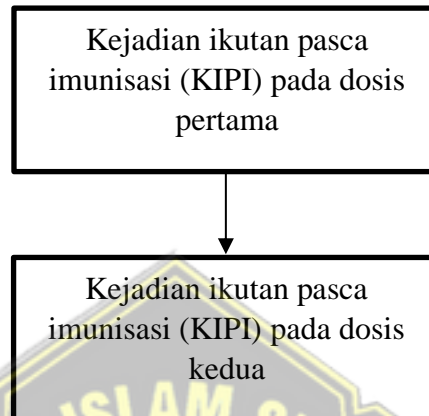 Kejadian ikutan pasca
imunisasi (KIPI) pada dosis
pertama
Kejadian ikutan pasca
imunisasi (KIPI) pada dosis
kedua